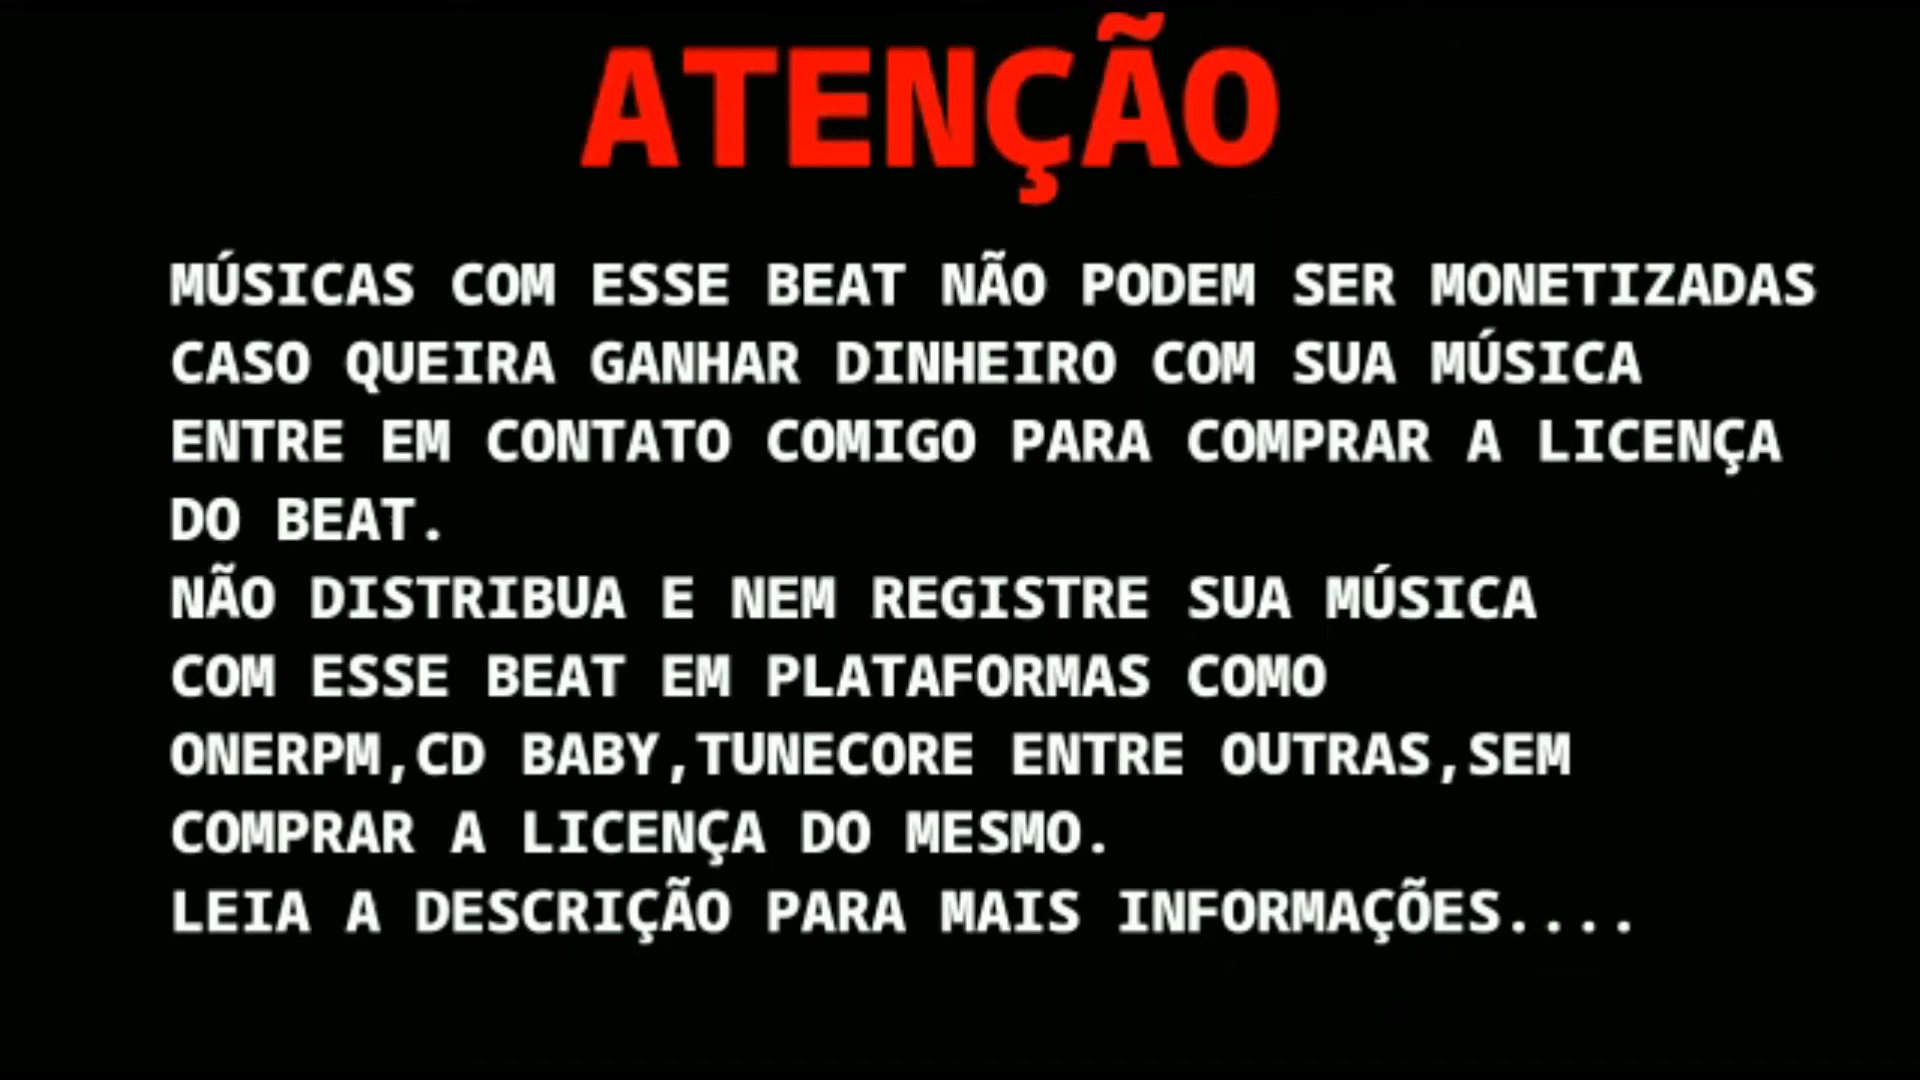 ATENÇÃO
MÚSICAS COM ESSE BEAT NÃO PODEM SER MONETIZADAS
CASO QUEIRA GANHAR DINHEIRO COM SUA MÚSICA
ENTRE EM CONTATO COMIGO PARA COMPRAR A LICENÇA
DO BEAT.
NÃO DISTRIBUA E NEM REGISTRE SUA MÚSICA
COM ESSE BEAT EM PLATAFORMAS COMO
ONERPM,CD BABY,TUNECORE ENTRE OUTRAS,SEM
COMPRAR A LICENÇA DO MESMO.
LEIA A DESCRIÇÃO PARA MAIS INFORMAÇÕES....